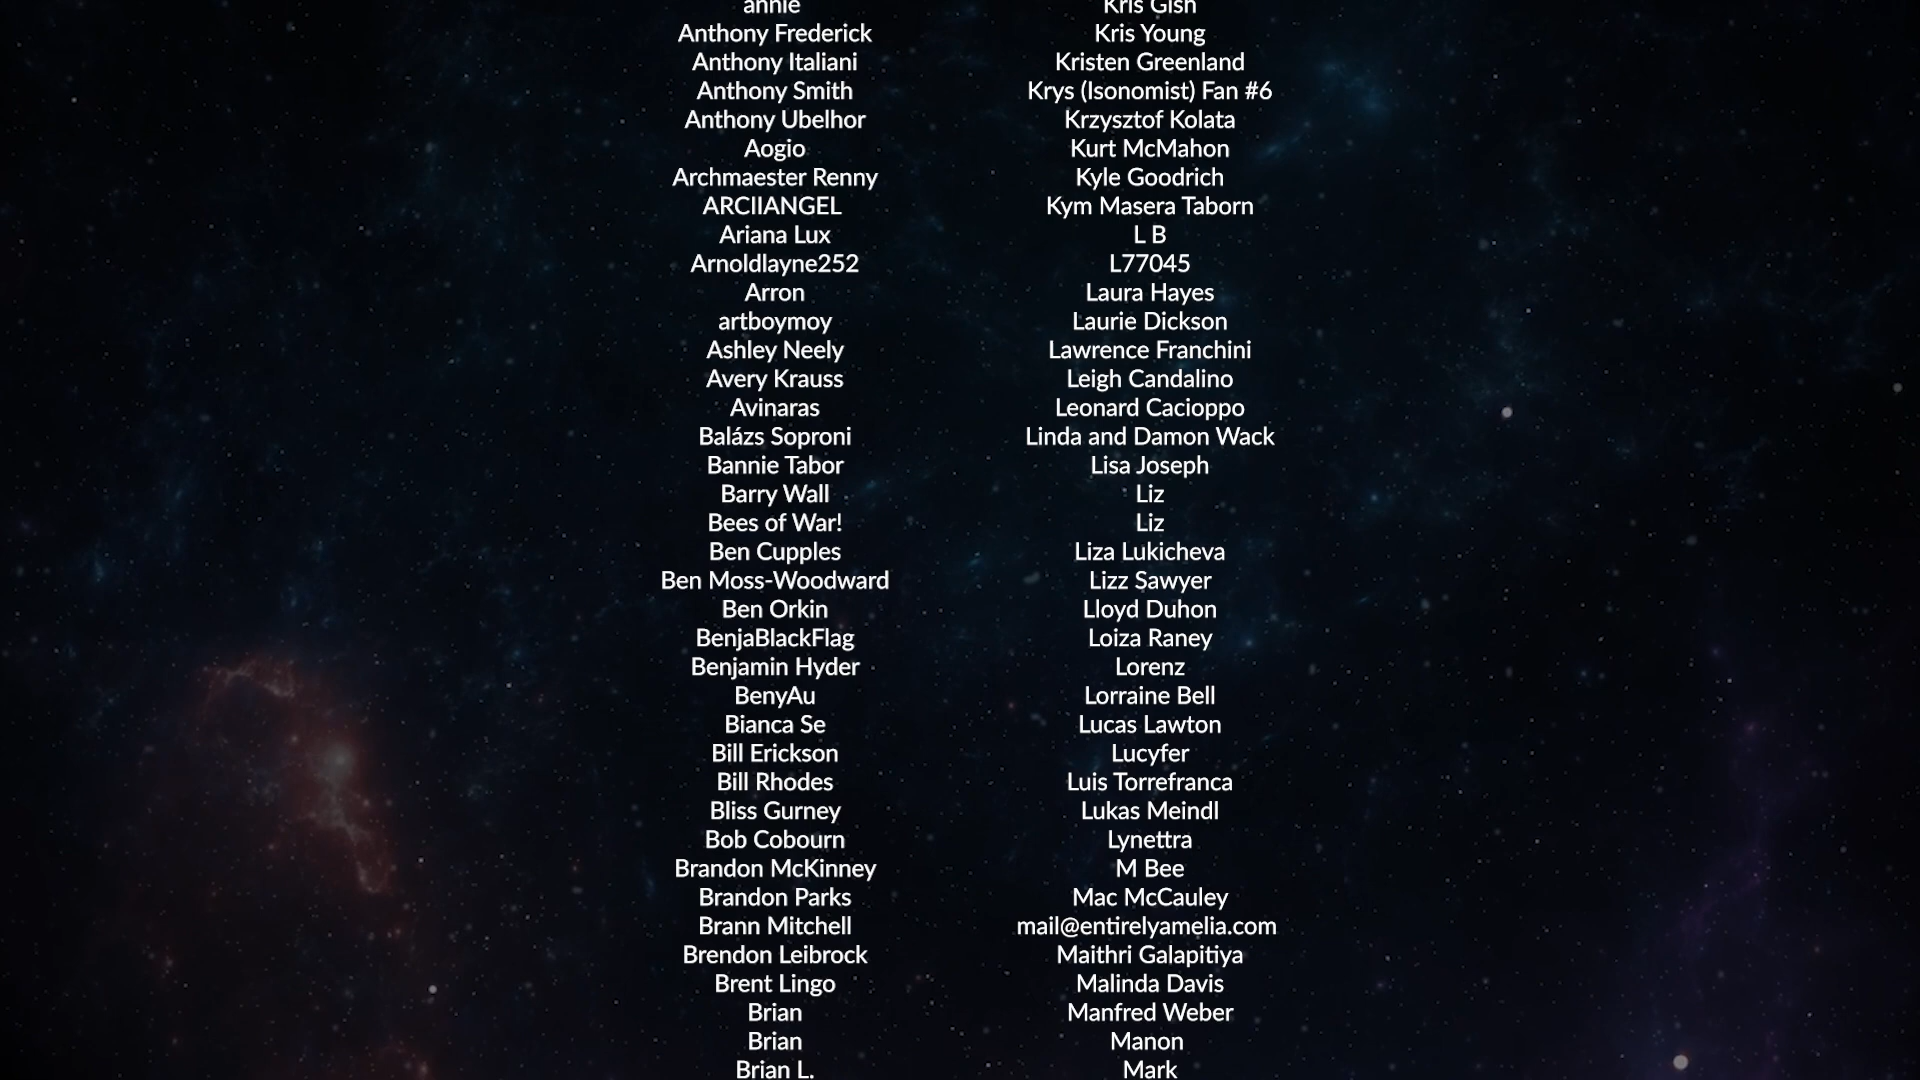 annie
Anthony Frederick
Anthony Italiani
Anthony Smith
Anthony Ubelhor
Aogio
Archmaester Renny
ARCIIANGEL
Ariana Lux
Arnoldlayne252
Arron
artboymoy
Ashley Neely
Avery Krauss
Avinaras
Balázs Soproni
Bannie Tabor
Barry Wall
Bees of War!
Ben Cupples
Ben Moss-Woodward
Ben Orkin
BenjaBlackFlag
Benjamin Hyder
BenyAu
Bianca Se
Bill Erickson
Bill Rhodes
Bliss Gurney
Bob Cobourn
Brandon McKinney
Brandon Parks
Brann Mitchell
Brendon Leibrock
Brent Lingo
Brian
Brian
Brian L.
Kris Gish
Kris Young
Kristen Greenland
Krys (Isonomist) Fan #6
Krzysztof Kolata
Kurt McMahon
Kyle Goodrich
Kym Masera Taborn
L B
L77045
Laura Hayes
Laurie Dickson
Lawrence Franchini
Leigh Candalino
Leonard Cacioppo
Linda and Damon Wack
Lisa Joseph
Liz
Liz
Liza Lukicheva
Lizz Sawyer
Lloyd Duhon
Loiza Raney
Lorenz
Lorraine Bell
Lucas Lawton
Lucyfer
Luis Torrefranca
Lukas Meindl
Lynettra
M Bee
Mac McCauley
mail@entirelyamelia.com
Maithri Galapitiya
Malinda Davis
Manfred Weber
Manon
Mark